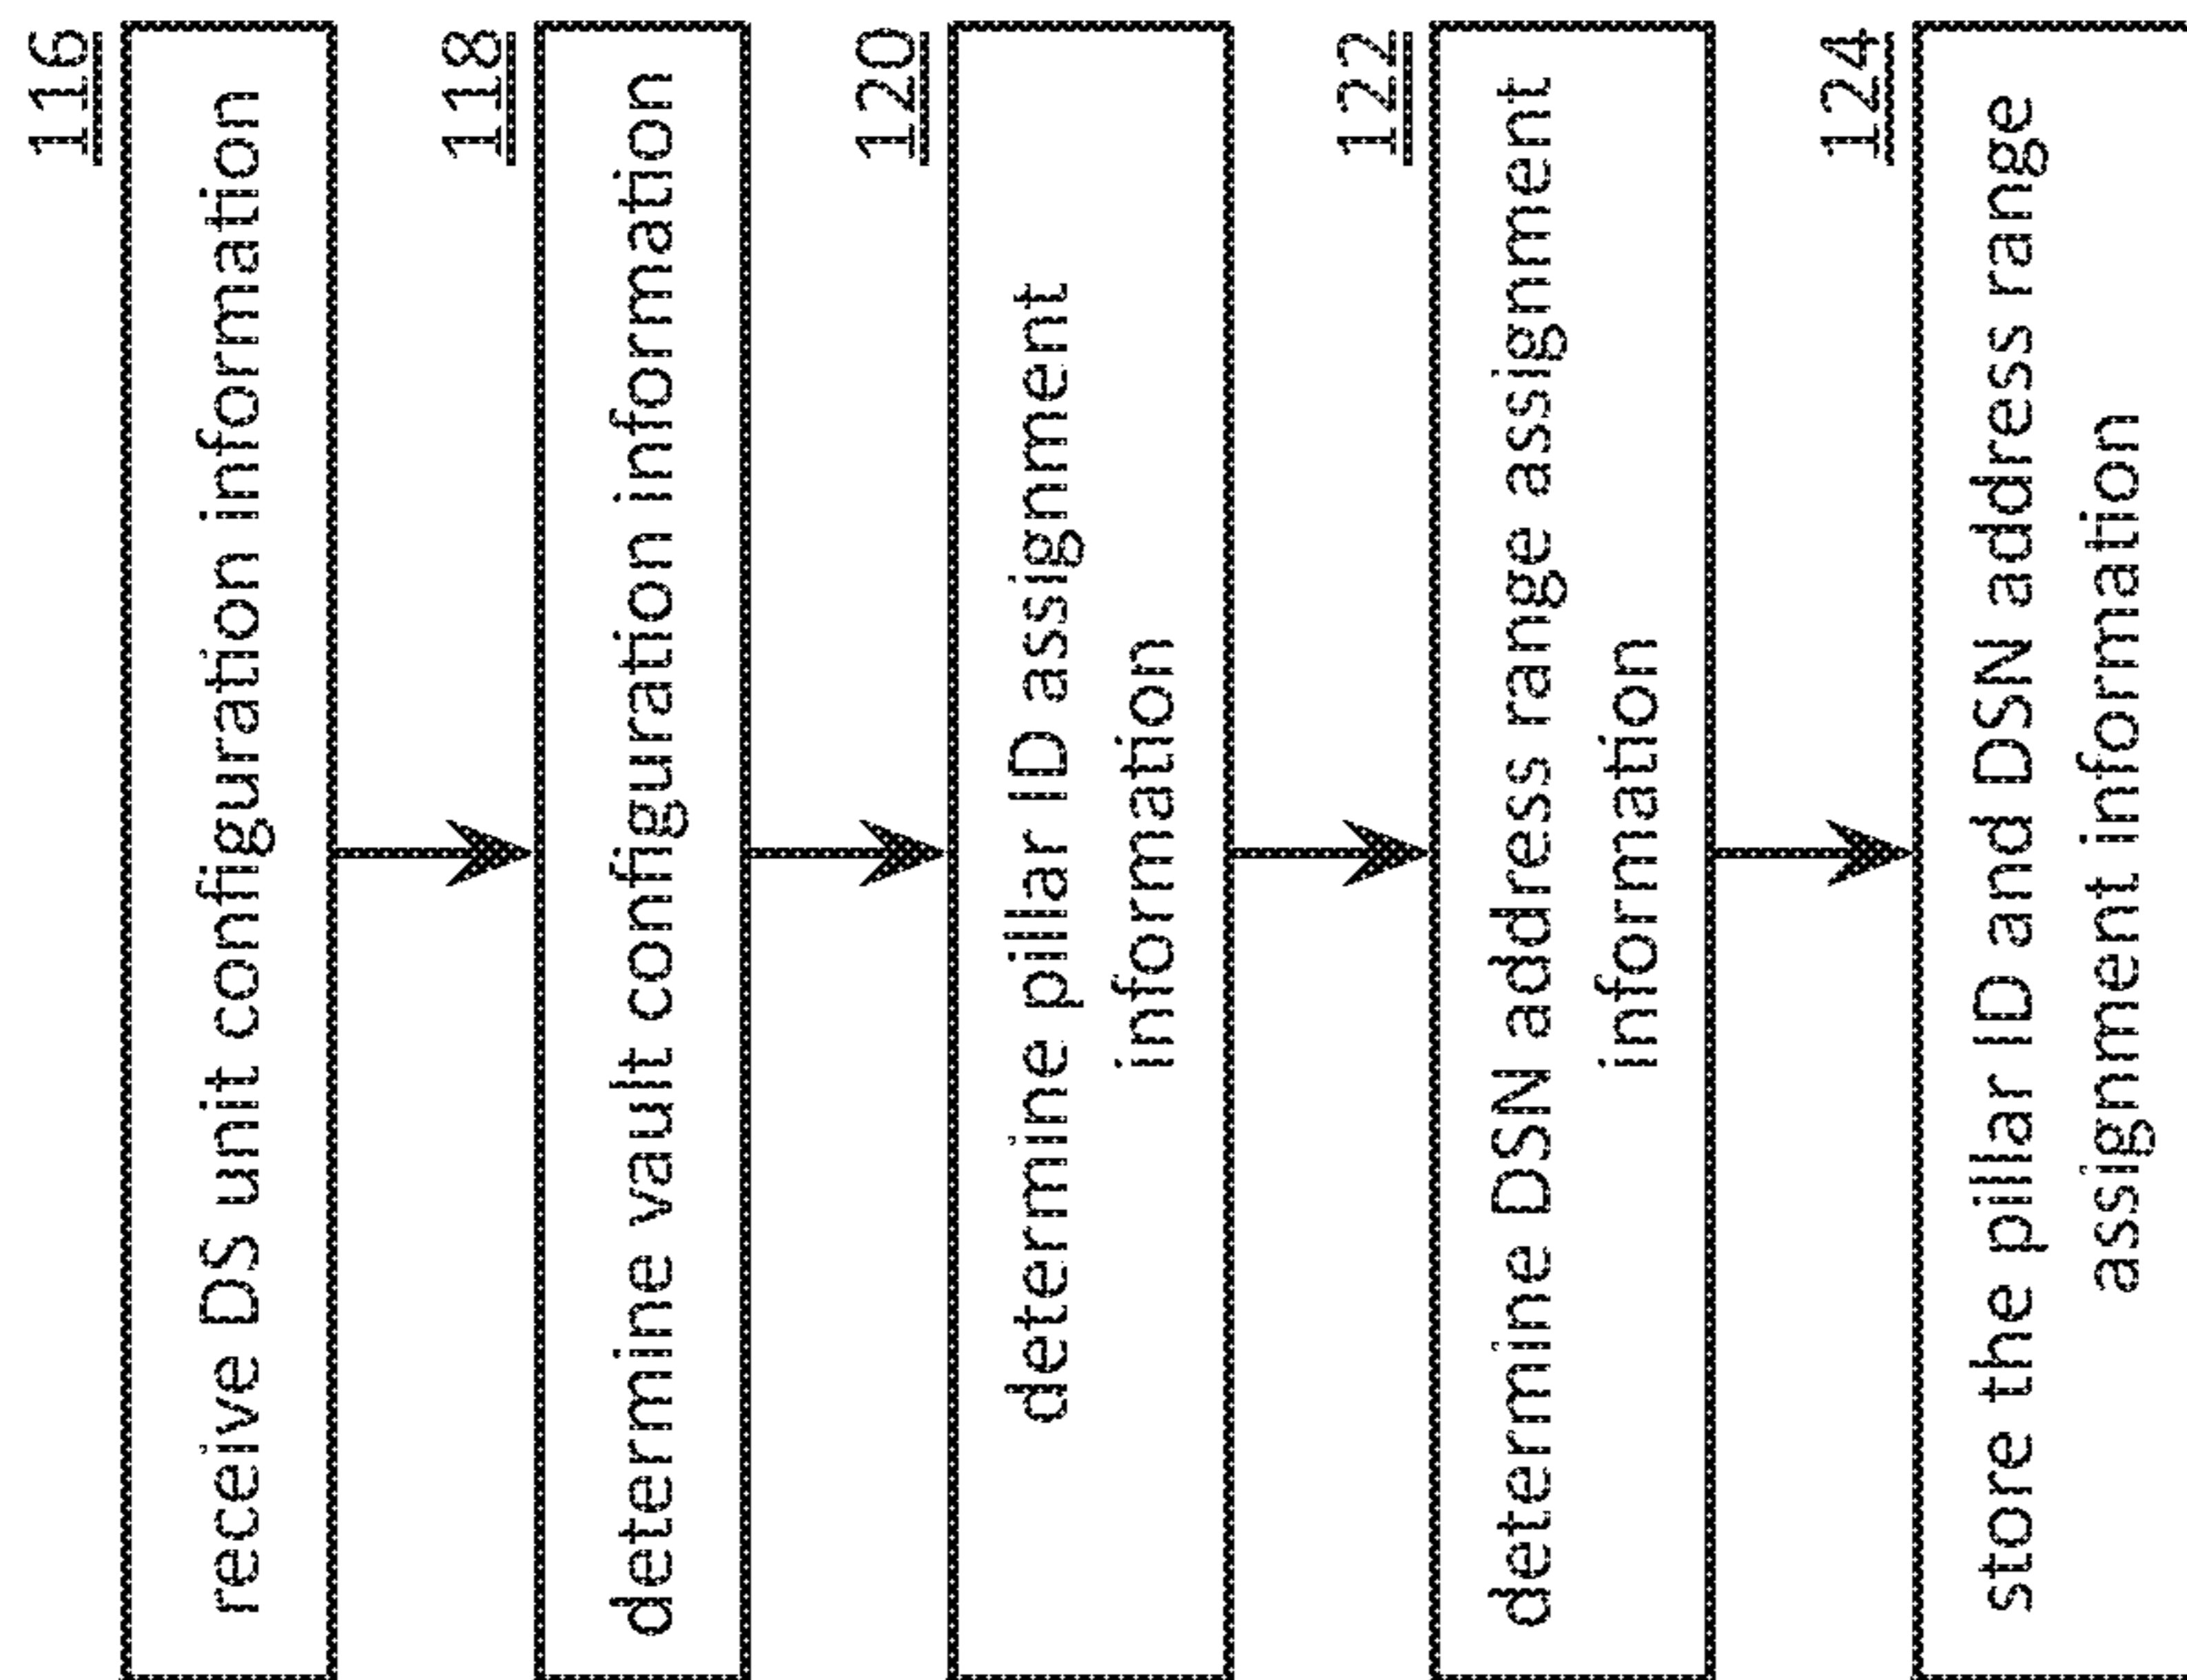 116
receive DS unit configuration information
118
determine vault configuration information
120
determine pillar ID assignment
information
122
determine DSN address range assignment
information
124
store the pillar ID and DSN address range
assignment information